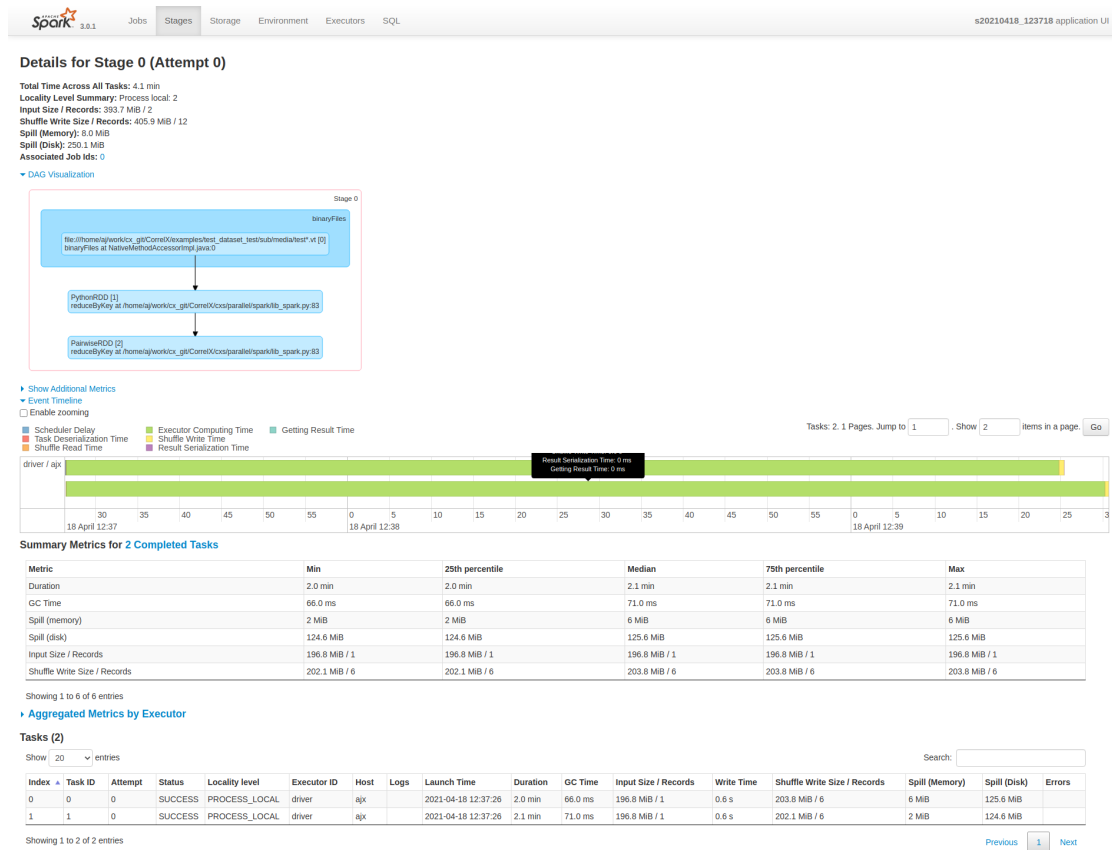 APACHE Spark 3.0.1 Jobs Stages Storage Environment Executors SQL s20210418_123718 application UI
Details for Stage 0 (Attempt 0)
Total Time Across All Tasks: 4.1 min
Locality Level Summary: Process local: 2
Input Size / Records: 393.7 MiB / 2
Shuffle Write Size / Records: 405.9 MiB / 12
Spill (Memory): 8.0 MiB
Spill (Disk): 250.1 MiB
Associated Job Ids: 0
DAG Visualization
Stage 0
binaryFiles
file:///home/aj/work/cx_git/CorrelX/examples/test_dataset_test/sub/media/test*.vt [0]
binaryFiles at NativeMethodAccessorImpl.java:0
PythonRDD [1]
reduceByKey at /home/aj/work/cx_git/CorrelX/cxs/parallel/spark/lib_spark.py:83
PairwiseRDD [2]
reduceByKey at /home/aj/work/cx_git/CorrelX/cxs/parallel/spark/lib_spark.py:83
Show Additional Metrics
Event Timeline
Enable zooming
Scheduler Delay Executor Computing Time Getting Result Time
Task Deserialization Time Shuffle Write Time
Shuffle Read Time Result Serialization Time
Tasks: 2. 1 Pages. Jump to 1 . Show 2 items in a page. Go
driver / ajx
Result Serialization Time: 0 ms
Getting Result Time: 0 ms
30 35 40 45 50 55 0 5 10 15 20 25 30 35 40 45 50 55 0 5 10 15 20 25 3
18 April 12:37 18 April 12:38 18 April 12:39
Summary Metrics for 2 Completed Tasks
Metric Min 25th percentile Median 75th percentile Max
Duration 2.0 min 2.0 min 2.1 min 2.1 min 2.1 min
GC Time 66.0 ms 66.0 ms 71.0 ms 71.0 ms 71.0 ms
Spill (memory) 2 MiB 2 MiB 6 MiB 6 MiB 6 MiB
Spill (disk) 124.6 MiB 124.6 MiB 125.6 MiB 125.6 MiB 125.6 MiB
Input Size / Records 196.8 MiB / 1 196.8 MiB / 1 196.8 MiB / 1 196.8 MiB / 1 196.8 MiB / 1
Shuffle Write Size / Records 202.1 MiB / 6 202.1 MiB / 6 203.8 MiB / 6 203.8 MiB / 6 203.8 MiB / 6
Showing 1 to 6 of 6 entries
Aggregated Metrics by Executor
Tasks (2)
Show 20 entries Search:
Index Task ID Attempt Status Locality level Executor ID Host Logs Launch Time Duration GC Time Input Size / Records Write Time Shuffle Write Size / Records Spill (Memory) Spill (Disk) Errors
0 0 0 SUCCESS PROCESS_LOCAL driver ajx 2021-04-18 12:37:26 2.0 min 66.0 ms 196.8 MiB / 1 0.6 s 203.8 MiB / 6 6 MiB 125.6 MiB
1 1 0 SUCCESS PROCESS_LOCAL driver ajx 2021-04-18 12:37:26 2.1 min 71.0 ms 196.8 MiB / 1 0.6 s 202.1 MiB / 6 2 MiB 124.6 MiB
Showing 1 to 2 of 2 entries Previous 1 Next